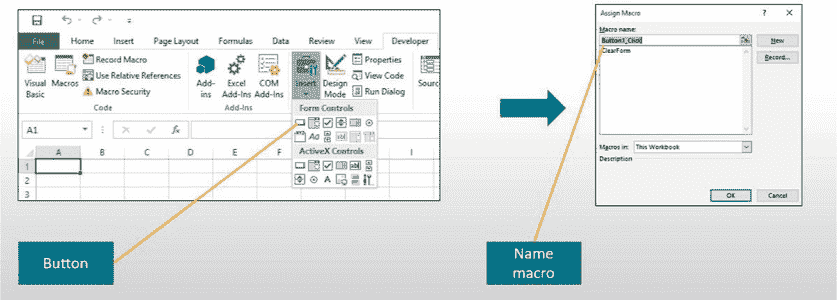 File Home Insert Page Layout Formulas Data Review View Developer
Visual Basic
Macros
Record Macro
Use Relative References
Macro Security
Code
Add-ins
Excel Add-Ins
COM Add-ins
Add-Ins
Insert
Design Mode
Properties
View Code
Run Dialog
Sourc
Form Controls
Aa
ActiveX Controls
A
A1
fx
A B C D E F I
1
2
3
Button
Assign Macro ? ×
Macro name:
Button1_Click
New
ClearForm
Record...
Macros in: This Workbook
Description
OK Cancel
Name macro